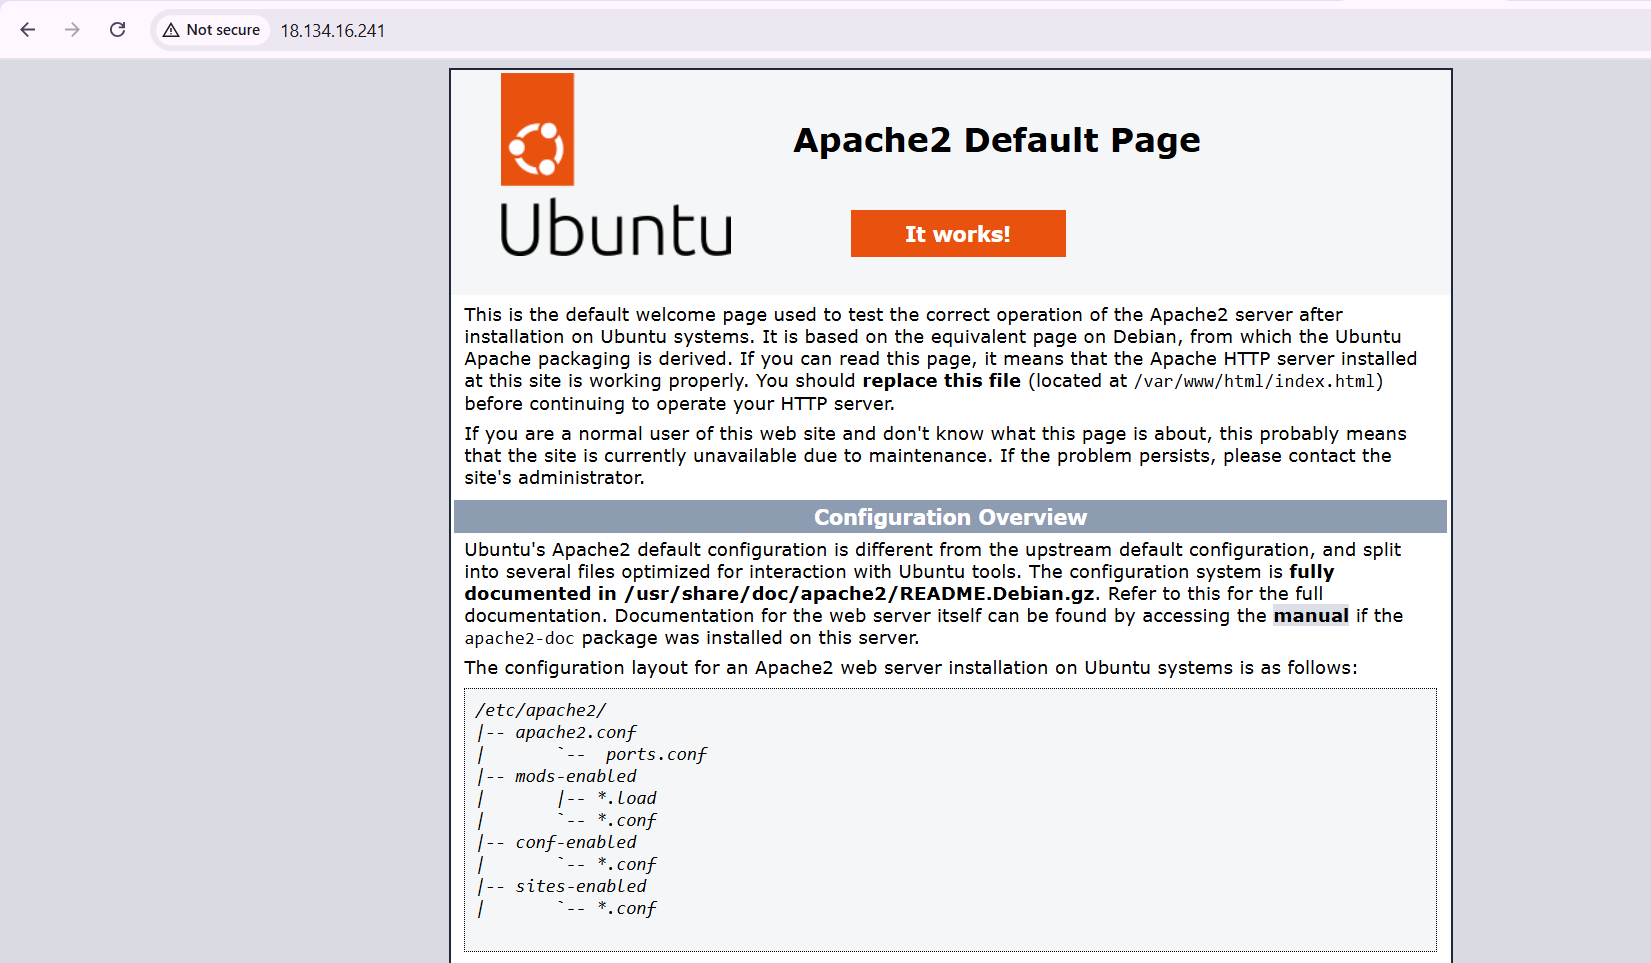 Not secure 18.134.16.241
Apache2 Default Page
Ubuntu
It works!
This is the default welcome page used to test the correct operation of the Apache2 server after
installation on Ubuntu systems. It is based on the equivalent page on Debian, from which the Ubuntu
Apache packaging is derived. If you can read this page, it means that the Apache HTTP server installed
at this site is working properly. You should replace this file (located at /var/www/html/index.html)
before continuing to operate your HTTP server.
If you are a normal user of this web site and don't know what this page is about, this probably means
that the site is currently unavailable due to maintenance. If the problem persists, please contact the
site's administrator.
Configuration Overview
Ubuntu's Apache2 default configuration is different from the upstream default configuration, and split
into several files optimized for interaction with Ubuntu tools. The configuration system is fully
documented in /usr/share/doc/apache2/README.Debian.gz. Refer to this for the full
documentation. Documentation for the web server itself can be found by accessing the manual if the
apache2-doc package was installed on this server.
The configuration layout for an Apache2 web server installation on Ubuntu systems is as follows:
/etc/apache2/
|-- apache2.conf
|       `--  ports.conf
|-- mods-enabled
|       |-- *.load
|       `-- *.conf
|-- conf-enabled
|       `-- *.conf
|-- sites-enabled
|       `-- *.conf